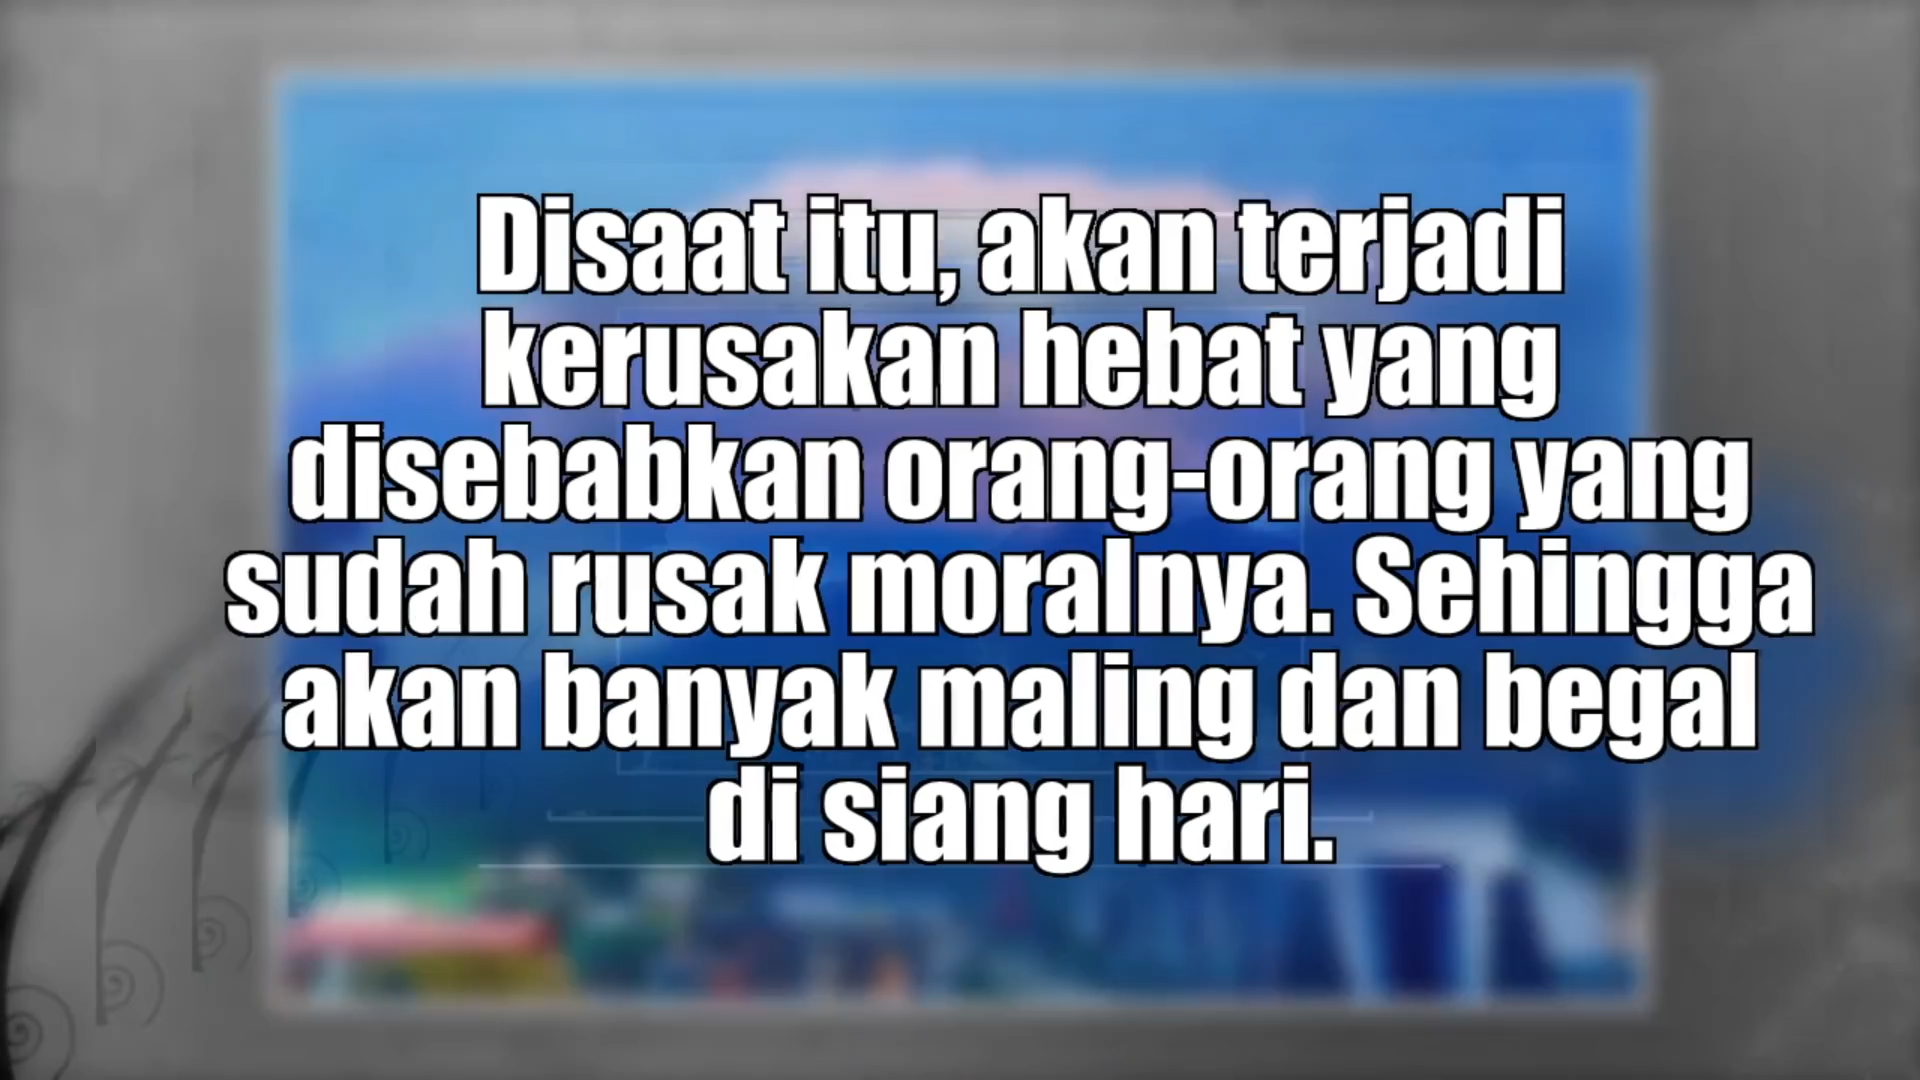 Disaat itu, akan terjadi
kerusakan hebat yang
disebabkan orang-orang yang
sudah rusak moralnya. Sehingga
akan banyak maling dan begal
di siang hari.